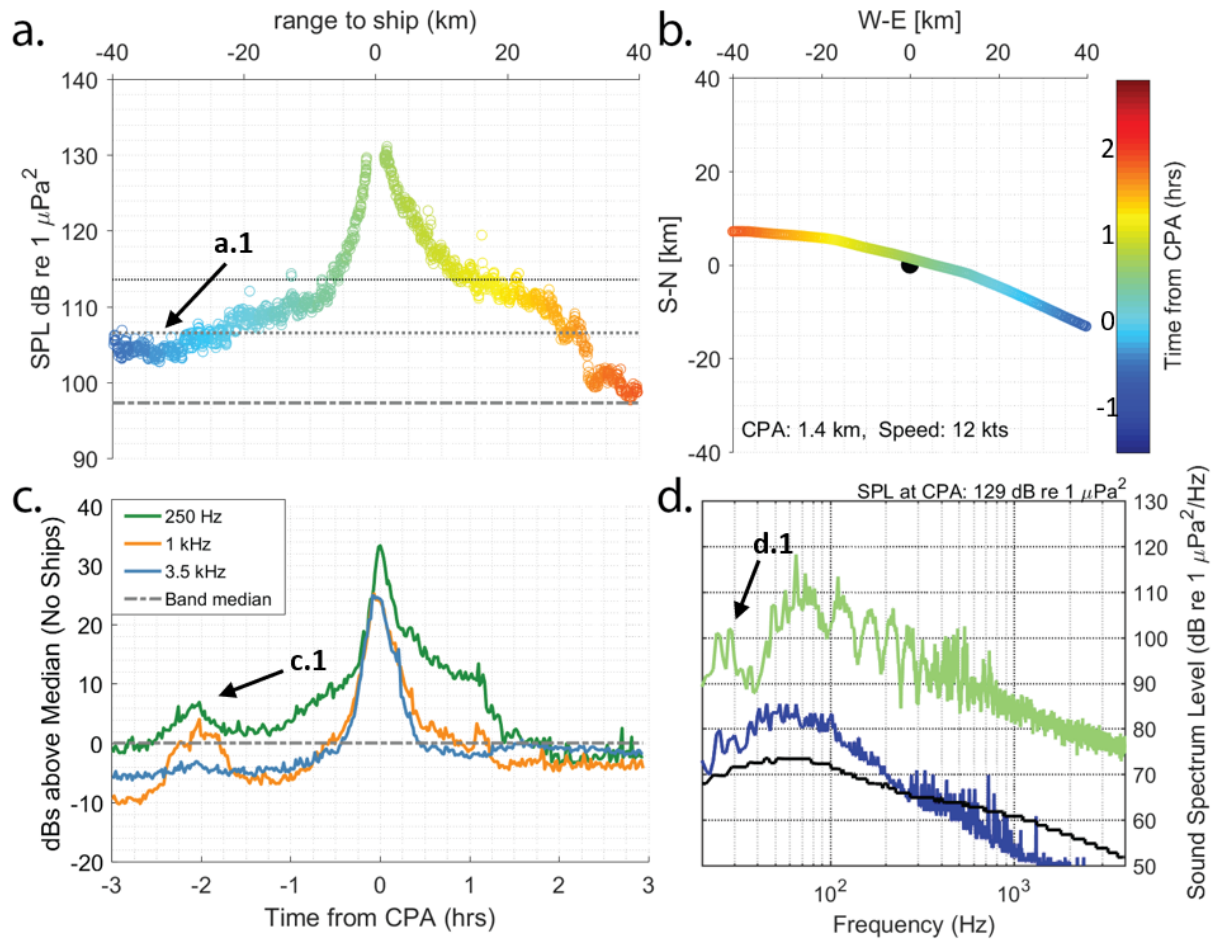 a.
range to ship (km)
-40 -20 0 20 40
140
130
120
110
100
90
SPL dB re 1 μPa²
a.1
b.
W-E [km]
-40 -20 0 20 40
40
20
0
-20
-40
S-N [km]
CPA: 1.4 km, Speed: 12 kts
2
1
0
-1
Time from CPA (hrs)
c.
40
30
20
10
0
-10
-20
dBs above Median (No Ships)
250 Hz
1 kHz
3.5 kHz
Band median
c.1
-3 -2 -1 0 1 2 3
Time from CPA (hrs)
d.
SPL at CPA: 129 dB re 1 μPa²
d.1
130
120
110
100
90
80
70
60
50
Sound Spectrum Level (dB re 1 μPa²/Hz)
10² 10³
Frequency (Hz)